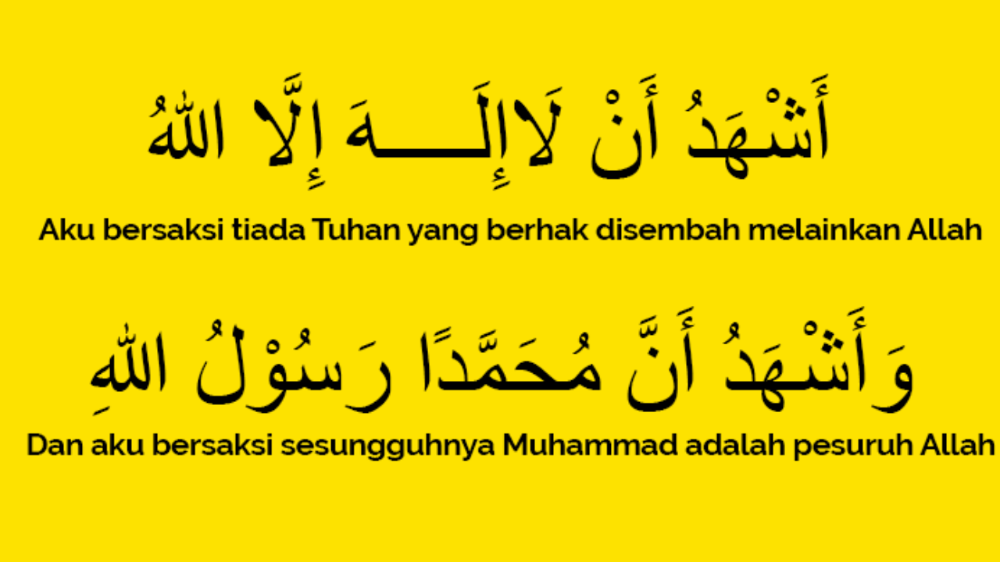 أَشْهَدُ أَنْ لَاإِلَـــــهَ إِلَّا اللهُ
Aku bersaksi tiada Tuhan yang berhak disembah melainkan Allah
وَأَشْهَدُ أَنَّ مُحَمَّدًا رَسُوْلُ اللهِ
Dan aku bersaksi sesungguhnya Muhammad adalah pesuruh Allah